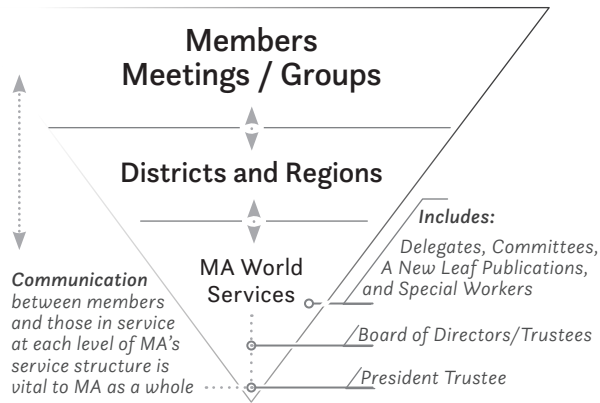 Members
Meetings / Groups
Districts and Regions
MA World
Services
Includes:
Delegates, Committees,
A New Leaf Publications,
and Special Workers
Board of Directors/Trustees
President Trustee
Communication
between members
and those in service
at each level of MA's
service structure is
vital to MA as a whole